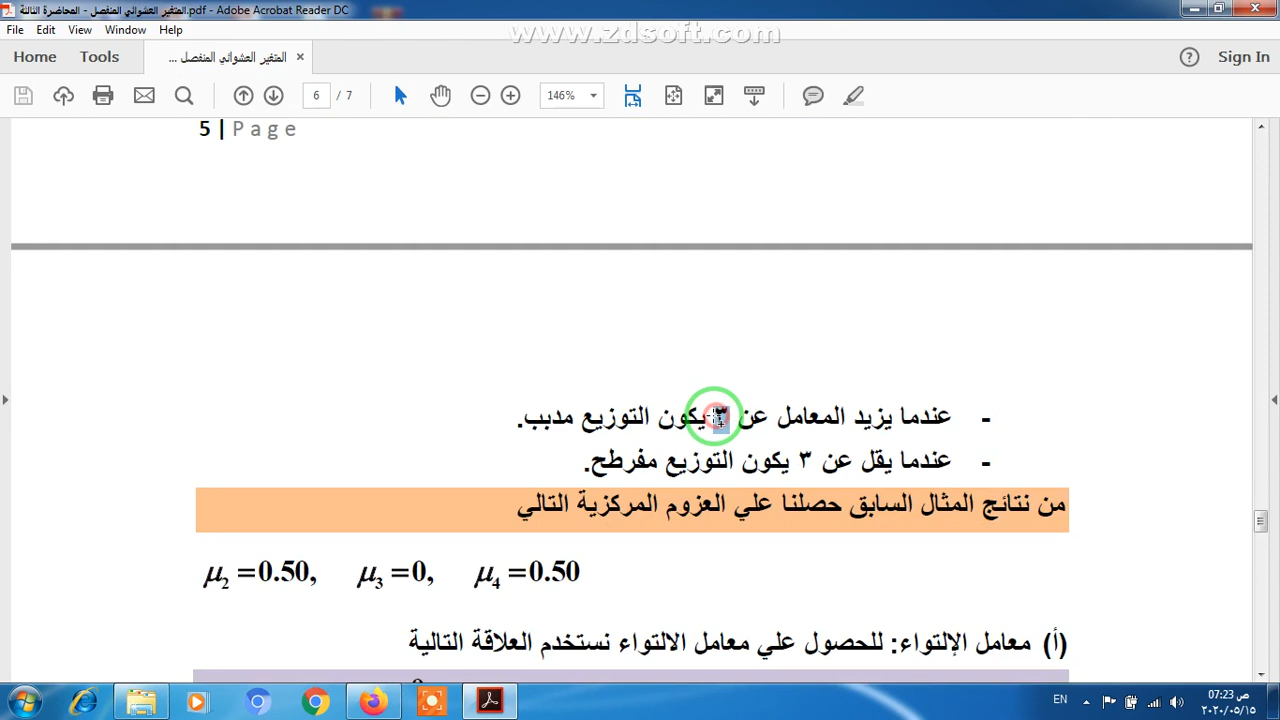 المتغير العشوائي المنفصل - المحاضرة الثالثة.pdf - Adobe Acrobat Reader DC
www.zdsoft.com
File Edit View Window Help
Home Tools المتغير العشوائي المنفصل ... × Sign In
6 / 7 146%
5 | Page
- عندما يزيد المعامل عن ٣ يكون التوزيع مدبب.
- عندما يقل عن ٣ يكون التوزيع مفرطح.
من نتائج المثال السابق حصلنا علي العزوم المركزية التالي
μ2 =0.50, μ3 =0, μ4 =0.50
(أ) معامل الإلتواء: للحصول علي معامل الالتواء نستخدم العلاقة التالية
EN
07:23 ص
٢٠٢٠/٠٥/١٥